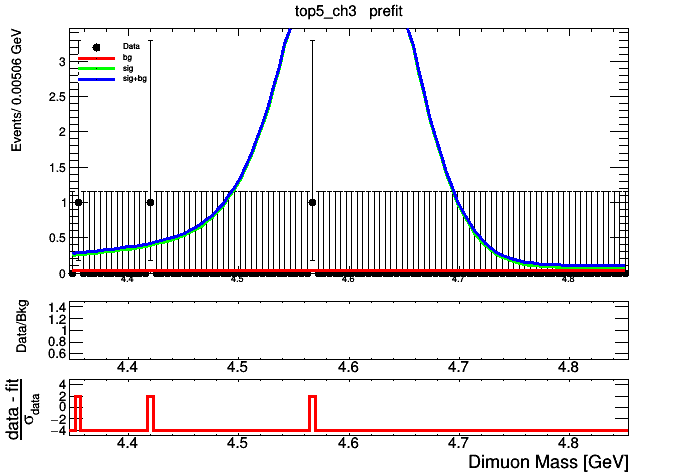 top5_ch3 prefit
Events/ 0.00506 GeV
Data
bg
sig
sig+bg
3
2.5
2
1.5
1
0.5
0
4.4 4.5 4.6 4.7 4.8
Data/Bkg
1.4
1.2
1
0.8
0.6
4.4 4.5 4.6 4.7 4.8
data - fit
σdata
4
2
0
−2
−4
4.4 4.5 4.6 4.7 4.8
Dimuon Mass [GeV]